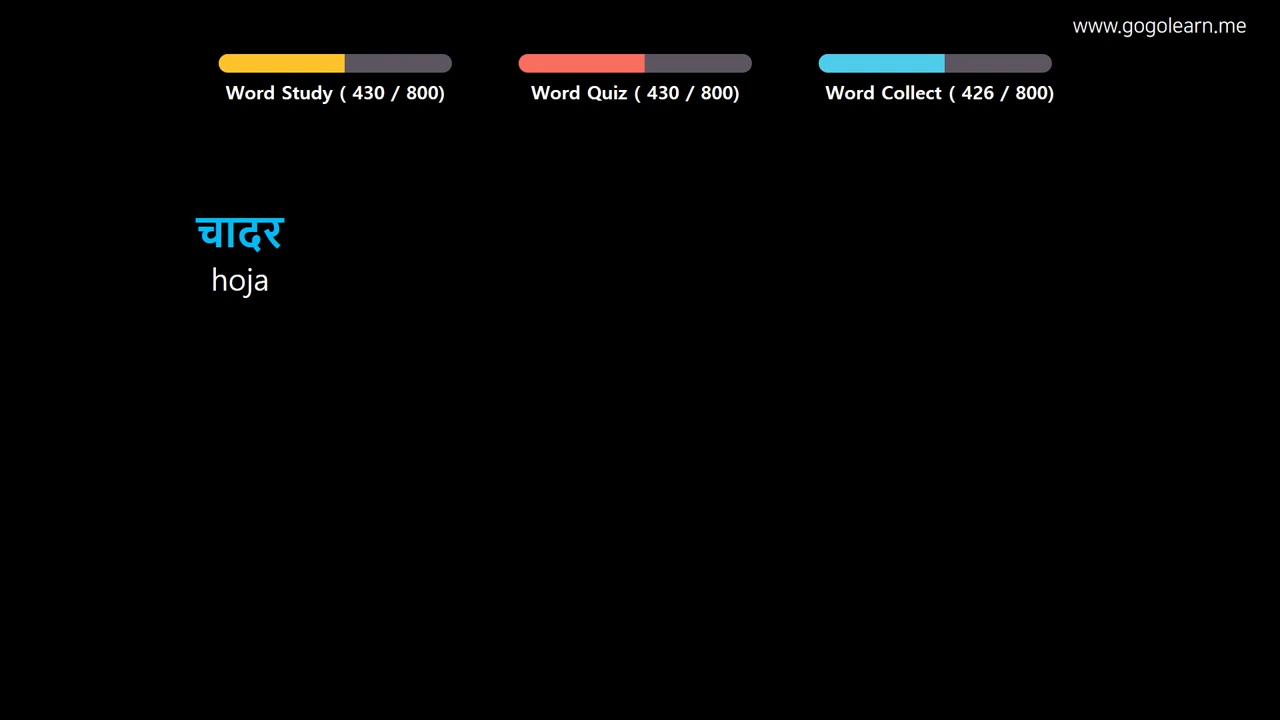 www.gogolearn.me
Word Study ( 430 / 800)
Word Quiz ( 430 / 800)
Word Collect ( 426 / 800)
चादर
hoja